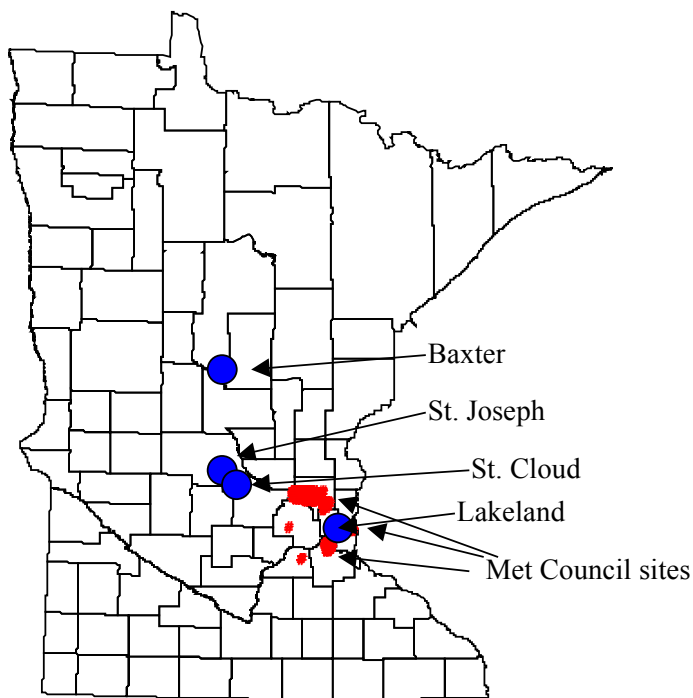 Baxter
St. Joseph
St. Cloud
Lakeland
Met Council sites